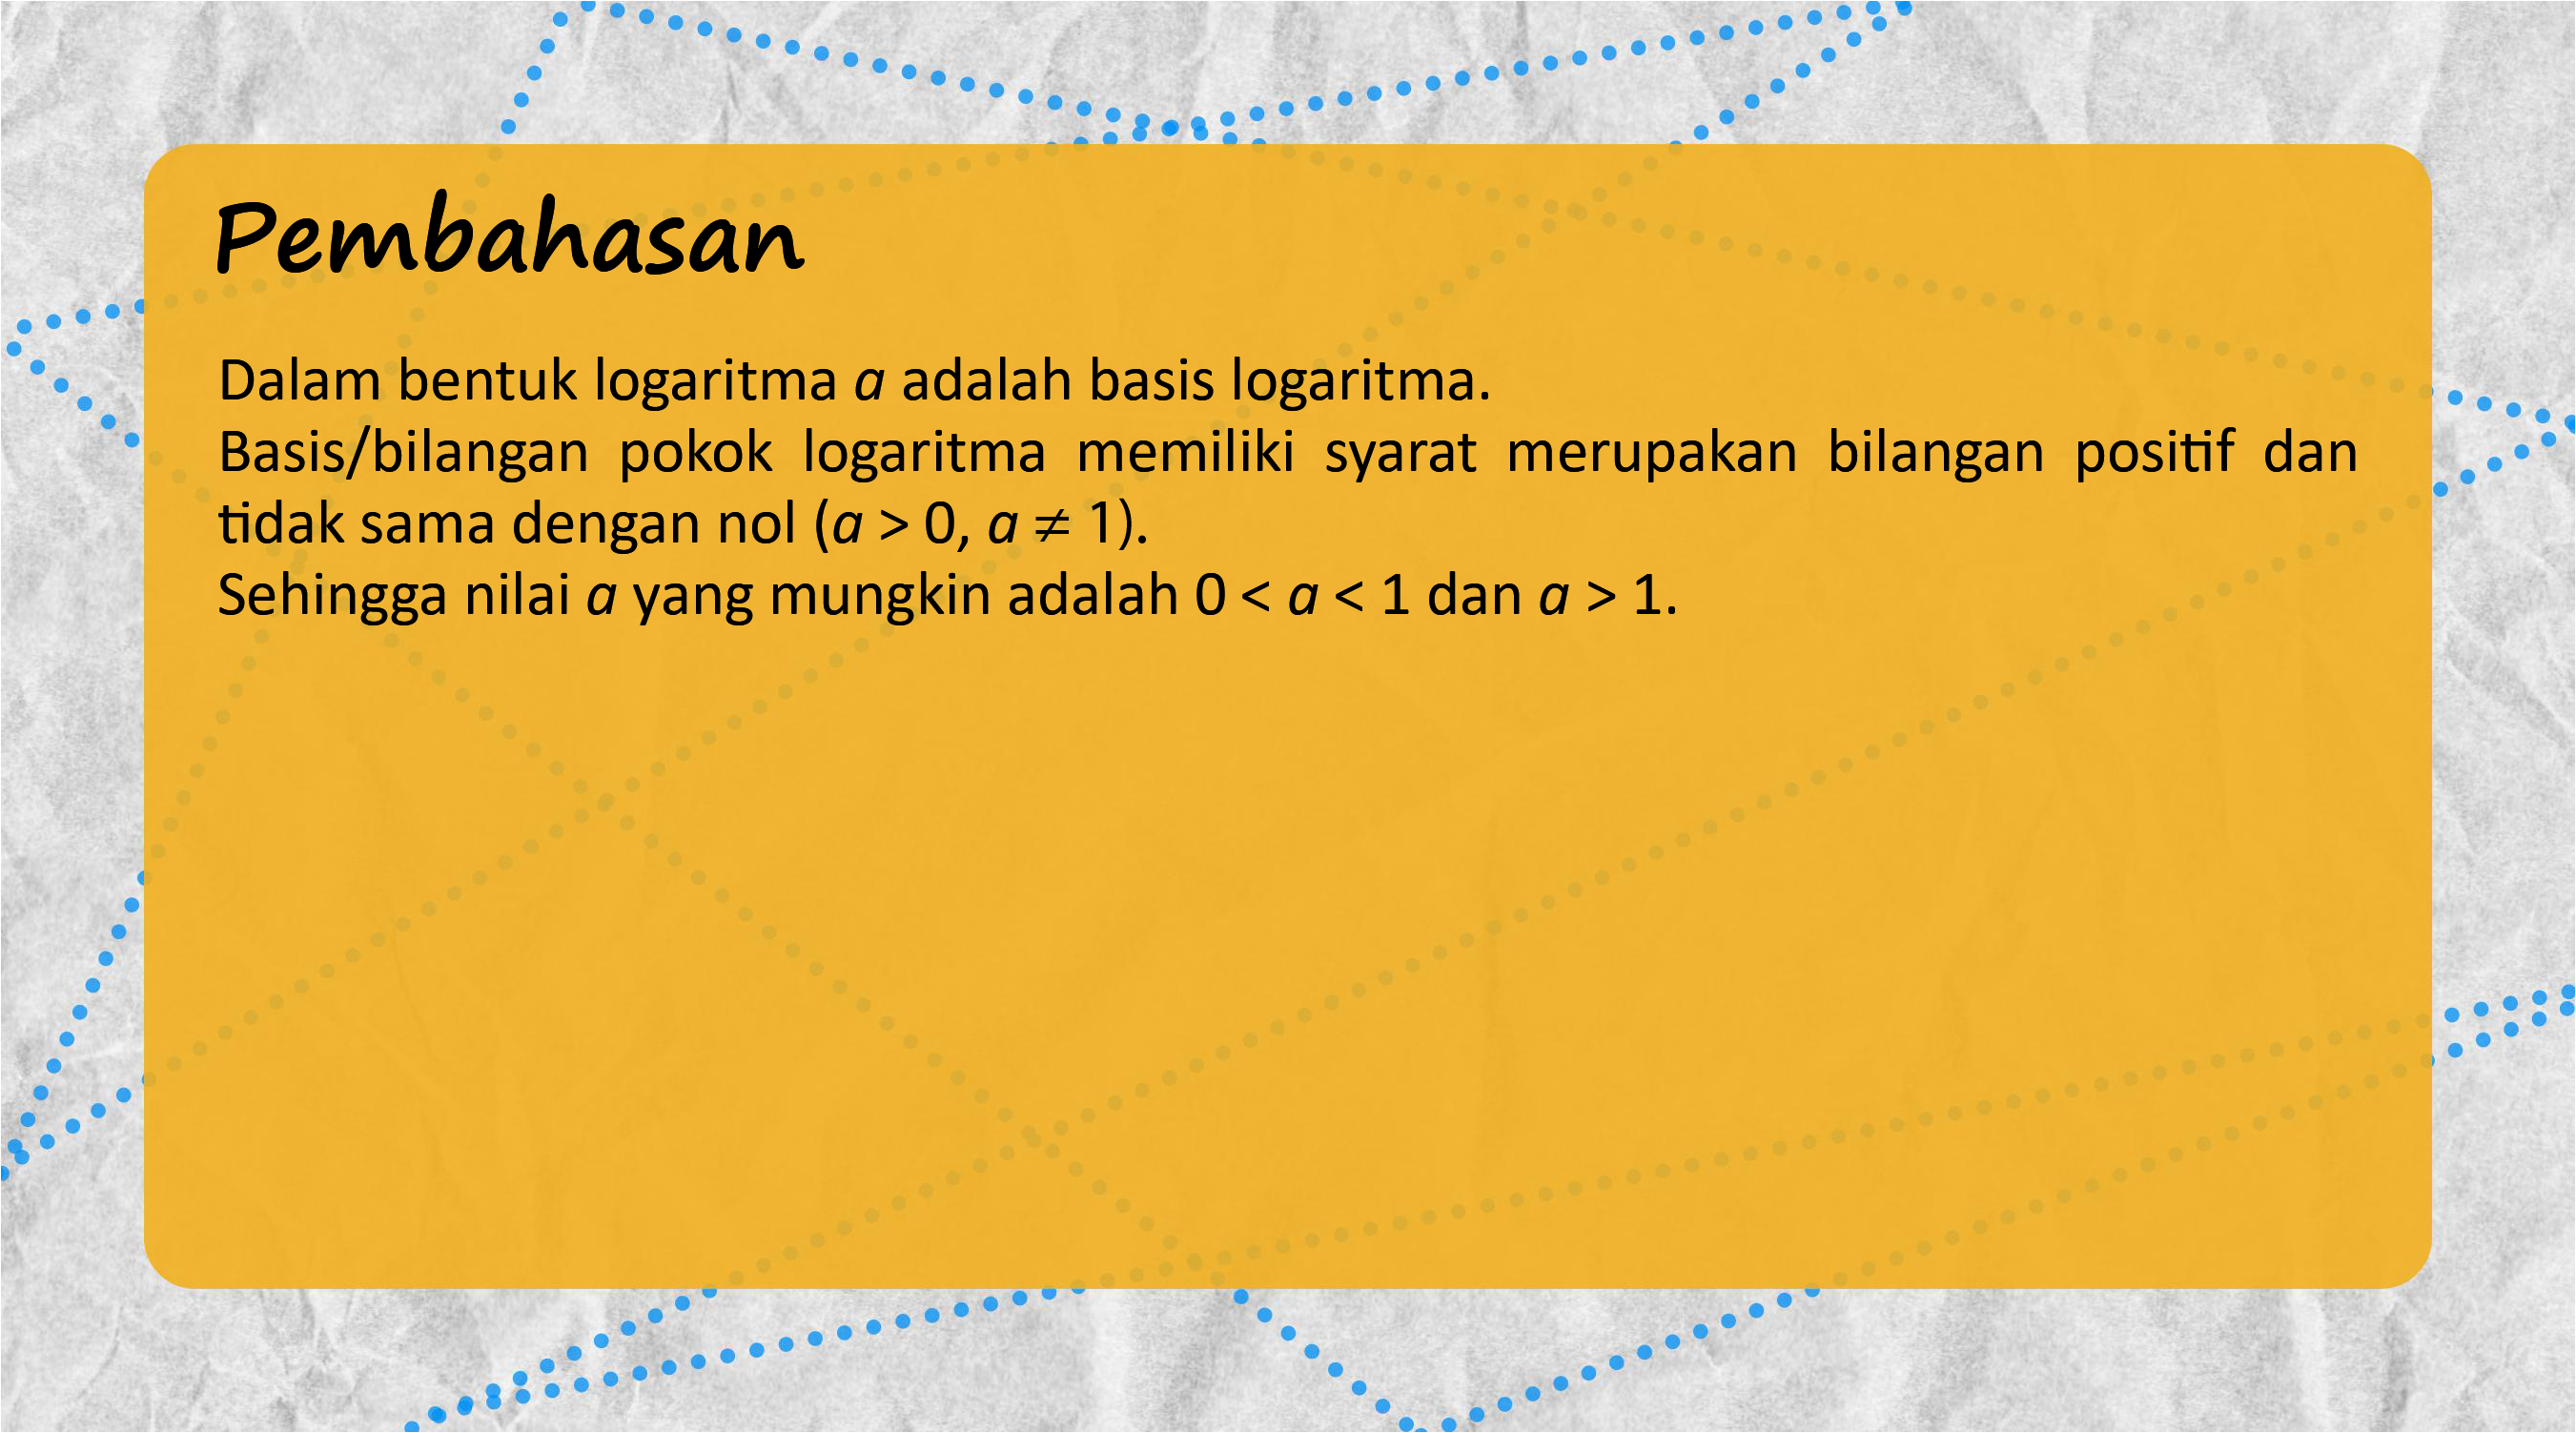 Pembahasan
Dalam bentuk logaritma a adalah basis logaritma.
Basis/bilangan pokok logaritma memiliki syarat merupakan bilangan positif dan
tidak sama dengan nol (a > 0, a ≠ 1).
Sehingga nilai a yang mungkin adalah 0 < a < 1 dan a > 1.